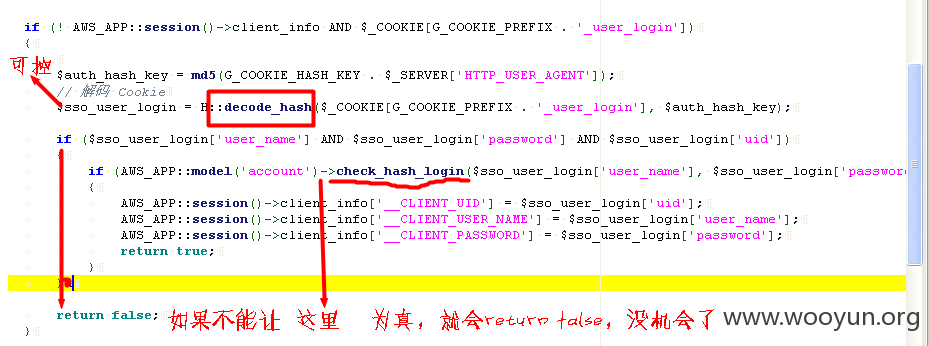 if (! AWS_APP::session()->client_info AND $_COOKIE[G_COOKIE_PREFIX . '_user_login'])
{
可控
$auth_hash_key = md5(G_COOKIE_HASH_KEY . $_SERVER['HTTP_USER_AGENT']);
// 解码 Cookie
$sso_user_login = H::decode_hash($_COOKIE[G_COOKIE_PREFIX . '_user_login'], $auth_hash_key);
if ($sso_user_login['user_name'] AND $sso_user_login['password'] AND $sso_user_login['uid'])
{
if (AWS_APP::model('account')->check_hash_login($sso_user_login['user_name'], $sso_user_login['passwor
{
AWS_APP::session()->client_info['__CLIENT_UID'] = $sso_user_login['uid'];
AWS_APP::session()->client_info['__CLIENT_USER_NAME'] = $sso_user_login['user_name'];
AWS_APP::session()->client_info['__CLIENT_PASSWORD'] = $sso_user_login['password'];
return true;
}
}
return false;
如果不能让 这里 为真，就会return false，没机会了
www.wooyun.org
}